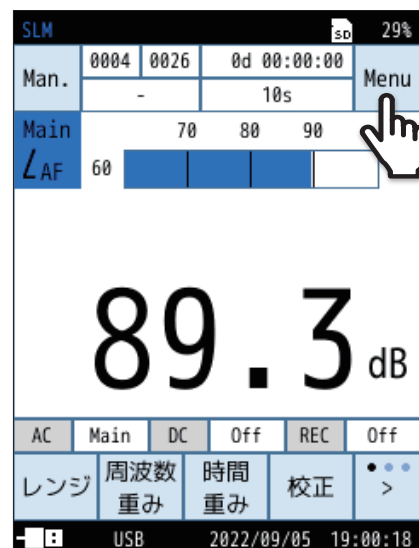 SLM SD 29%
Man. 0004 0026 0d 00:00:00 Menu
- 10s
Main 70 80 90
LAF 60
89.3 dB
AC Main DC Off REC Off
レンジ 周波数重み 時間重み 校正 >
USB 2022/09/05 19:00:18